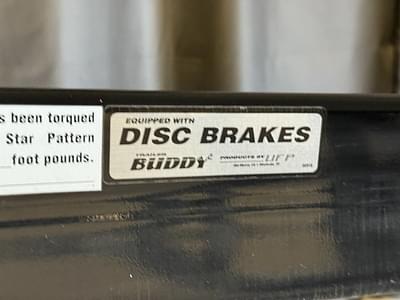 s been torqued
Star Pattern
foot pounds.
EQUIPPED WITH
DISC BRAKES
TRAILER
BUDDY PRODUCTS BY UFP